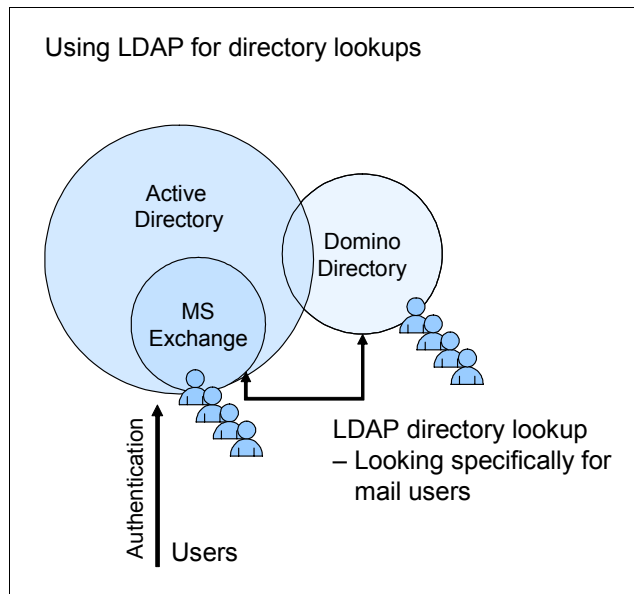 Using LDAP for directory lookups
Active
Directory
Domino
Directory
MS
Exchange
LDAP directory lookup
– Looking specifically for
mail users
Authentication
Users